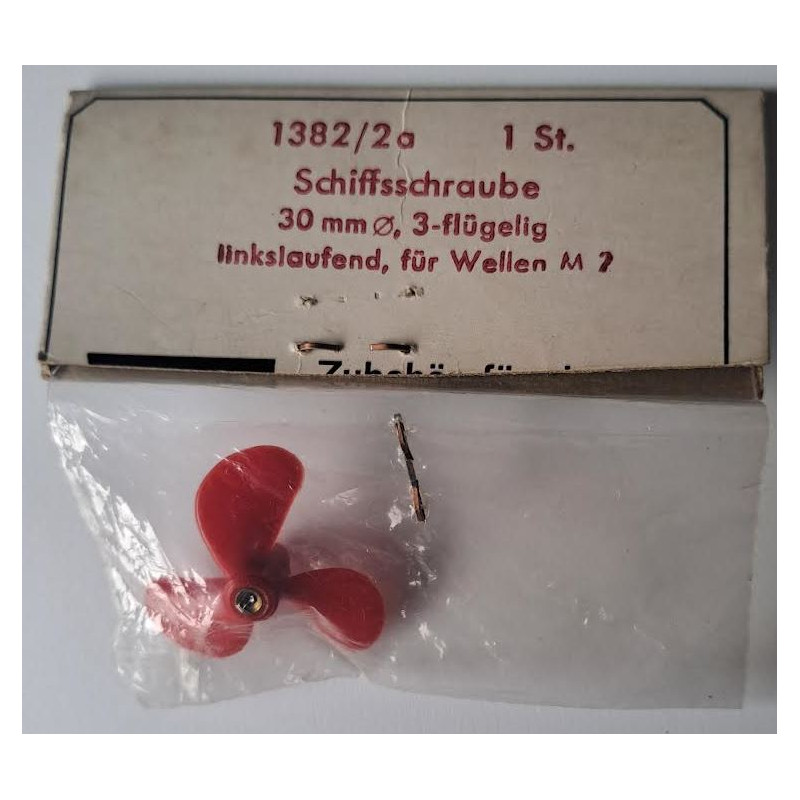 1382/2a 1 St.
Schiffsschraube
30 mm ø, 3-flügelig
linkslaufend, für Wellen M 2